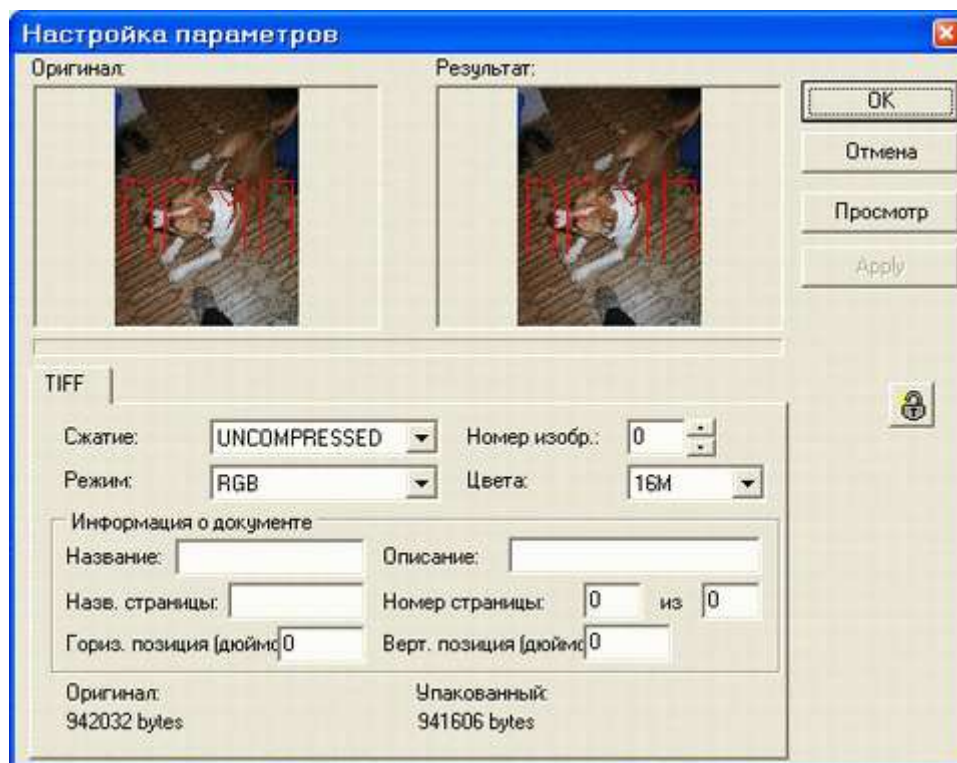 Настройка параметров
Оригинал: Результат:
OK
Отмена
Просмотр
Apply
TIFF
Сжатие: UNCOMPRESSED Номер изобр.: 0
Режим: RGB Цвета: 16M
Информация о документе
Название: Описание:
Назв. страницы: Номер страницы: 0 из 0
Гориз. позиция (дюймс 0 Верт. позиция (дюймс 0
Оригинал: Упакованный:
942032 bytes 941606 bytes